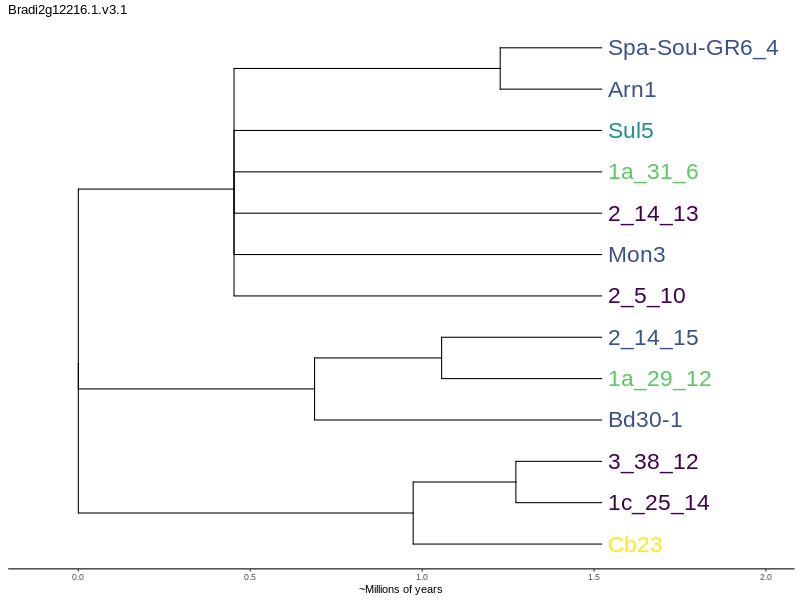 Bradi2g12216.1.v3.1
Spa-Sou-GR6_4
Arn1
Sul5
1a_31_6
2_14_13
Mon3
2_5_10
2_14_15
1a_29_12
Bd30-1
3_38_12
1c_25_14
Cb23
0.0 0.5 1.0 1.5 2.0
~Millions of years